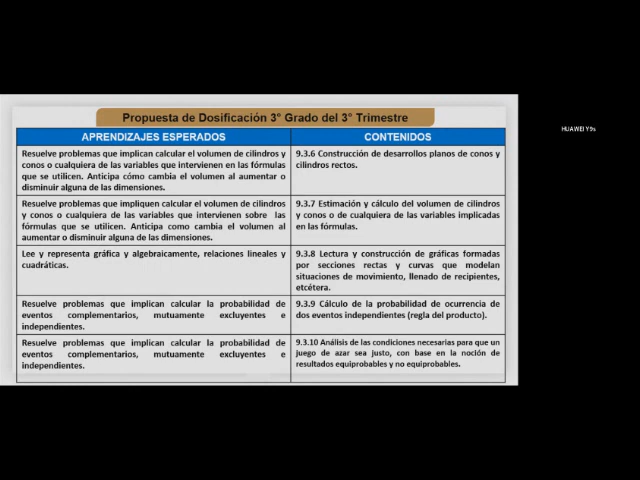 Propuesta de Dosificación 3° Grado del 3° Trimestre
APRENDIZAJES ESPERADOS
CONTENIDOS
Resuelve problemas que implican calcular el volumen de cilindros y
conos o cualquiera de las variables que intervienen en las fórmulas
que se utilicen. Anticipa cómo cambia el volumen al aumentar o
disminuir alguna de las dimensiones.
9.3.6 Construcción de desarrollos planos de conos y
cilindros rectos.
Resuelve problemas que impliquen calcular el volumen de cilindros
y conos o cualquiera de las variables que intervienen sobre las
fórmulas que se utilicen. Anticipa como cambia el volumen al
aumentar o disminuir alguna de las dimensiones.
9.3.7 Estimación y cálculo del volumen de cilindros
y conos o de cualquiera de las variables implicadas
en las fórmulas.
Lee y representa gráfica y algebraicamente, relaciones lineales y
cuadráticas.
9.3.8 Lectura y construcción de gráficas formadas
por secciones rectas y curvas que modelan
situaciones de movimiento, llenado de recipientes,
etcétera.
Resuelve problemas que implican calcular la probabilidad de
eventos complementarios, mutuamente excluyentes e
independientes.
9.3.9 Cálculo de la probabilidad de ocurrencia de
dos eventos independientes (regla del producto).
Resuelve problemas que implican calcular la probabilidad de
eventos complementarios, mutuamente excluyentes e
independientes.
9.3.10 Análisis de las condiciones necesarias para que un
juego de azar sea justo, con base en la noción de
resultados equiprobables y no equiprobables.
HUAWEI Y9s